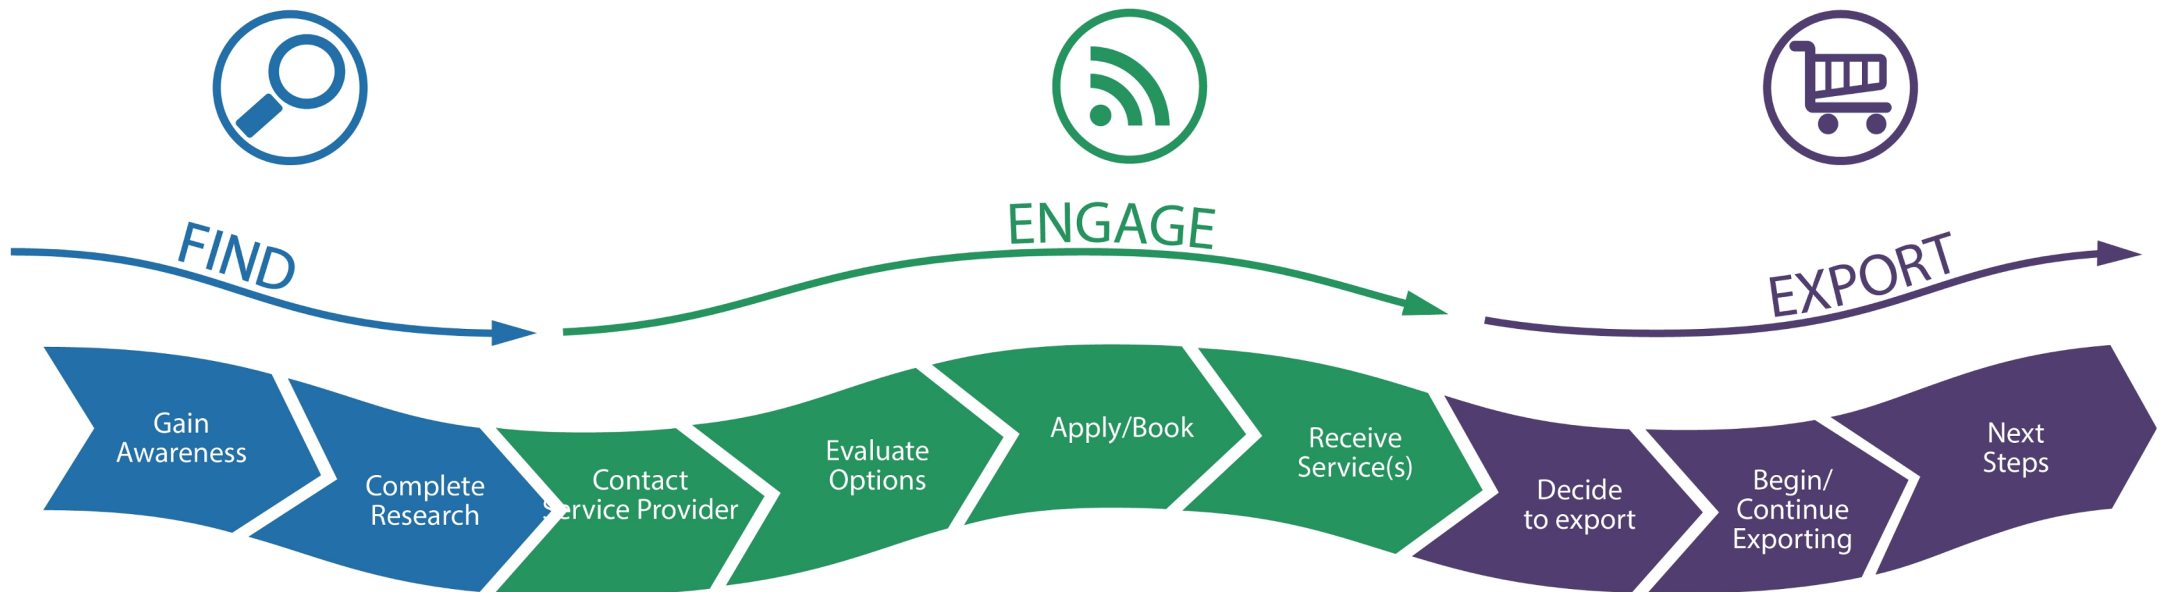 FIND
ENGAGE
EXPORT
Gain
Awareness
Complete
Research
Contact
Service Provider
Evaluate
Options
Apply/Book
Receive
Service(s)
Decide
to export
Begin/
Continue
Exporting
Next
Steps